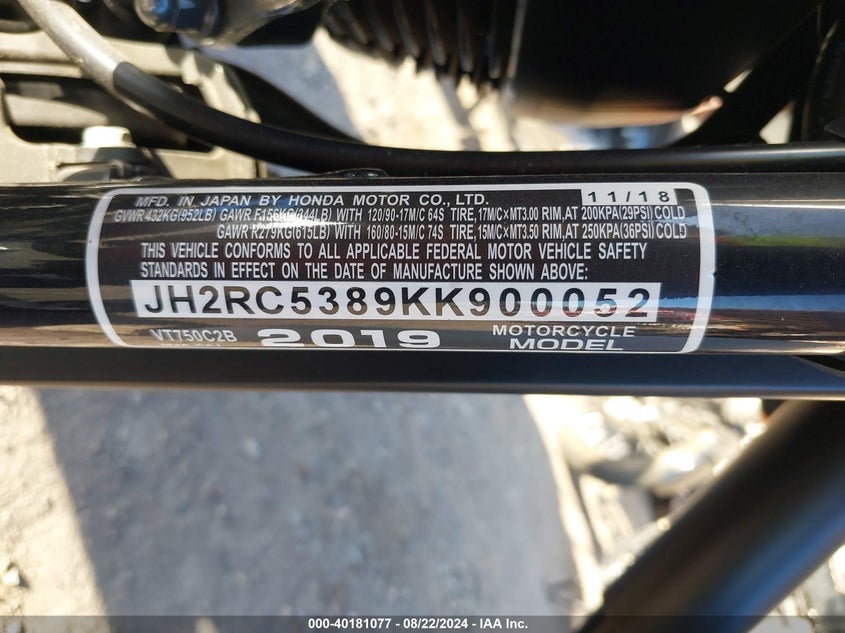 MFD. IN JAPAN BY HONDA MOTOR CO., LTD. 11/18
GVWR 432KG(952LB) GAWR F156KG(344LB) WITH 120/90-17M/C 64S TIRE,17M/C×MT3.00 RIM,AT 200KPA(29PSI)COLD
GAWR R279KG(615LB) WITH 160/80-15M/C 74S TIRE,15M/C×MT3.50 RIM,AT 250KPA(36PSI)COLD
THIS VEHICLE CONFORMS TO ALL APPLICABLE FEDERAL MOTOR VEHICLE SAFETY
STANDARDS IN EFFECT ON THE DATE OF MANUFACTURE SHOWN ABOVE:
JH2RC5389KK900052
VT750C2B 2019 MOTORCYCLE MODEL
000-40181077 - 08/22/2024 - IAA Inc.